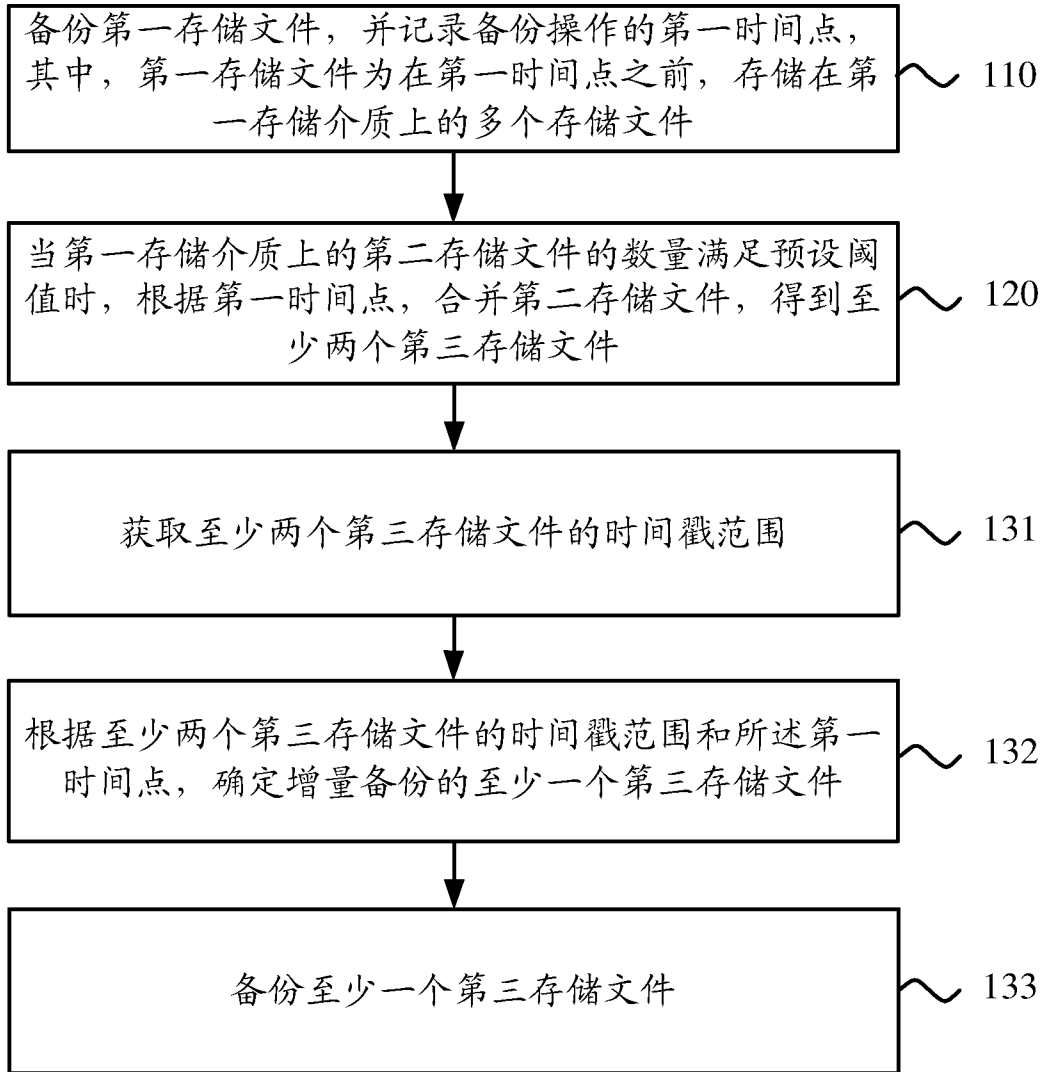 备份第一存储文件，并记录备份操作的第一时间点，
其中，第一存储文件为在第一时间点之前，存储在第
一存储介质上的多个存储文件
110
当第一存储介质上的第二存储文件的数量满足预设阈
值时，根据第一时间点，合并第二存储文件，得到至
少两个第三存储文件
120
获取至少两个第三存储文件的时间戳范围
131
根据至少两个第三存储文件的时间戳范围和所述第一
时间点，确定增量备份的至少一个第三存储文件
132
备份至少一个第三存储文件
133